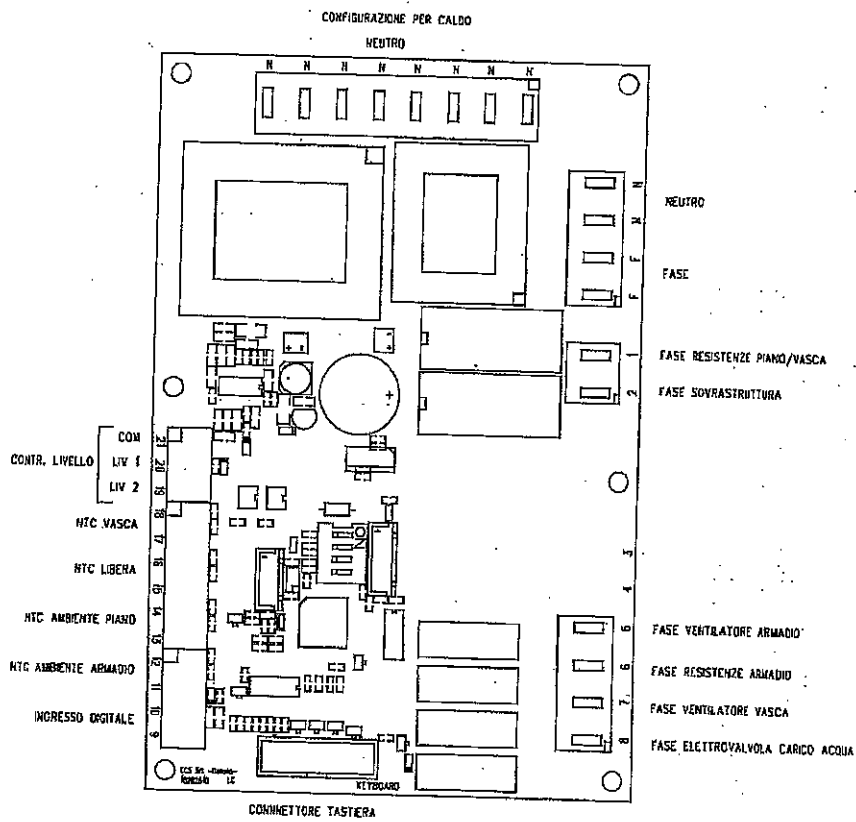 CONFIGURAZIONE PER CALDO
NEUTRO
N N N N N N N N
N
N
F
F
NEUTRO
FASE
1 FASE RESISTENZE PIANO/VASCA
2 FASE SOVRASTRUTTURA
CONTR. LIVELLO
COM 21
LIV 1 20
LIV 2 19
18
NTC VASCA
17
NTC LIBERA 16
15
NTC AMBIENTE PIANO 14
13
NTC AMBIENTE ARMADIO 12
11
INGRESSO DIGITALE 10
9
ON
3
4
5 FASE VENTILATORE ARMADIO
6 FASE RESISTENZE ARMADIO
7 FASE VENTILATORE VASCA
8 FASE ELETTROVALVOLA CARICO ACQUA
KEYBOARD
CONNNETTORE TASTIERA